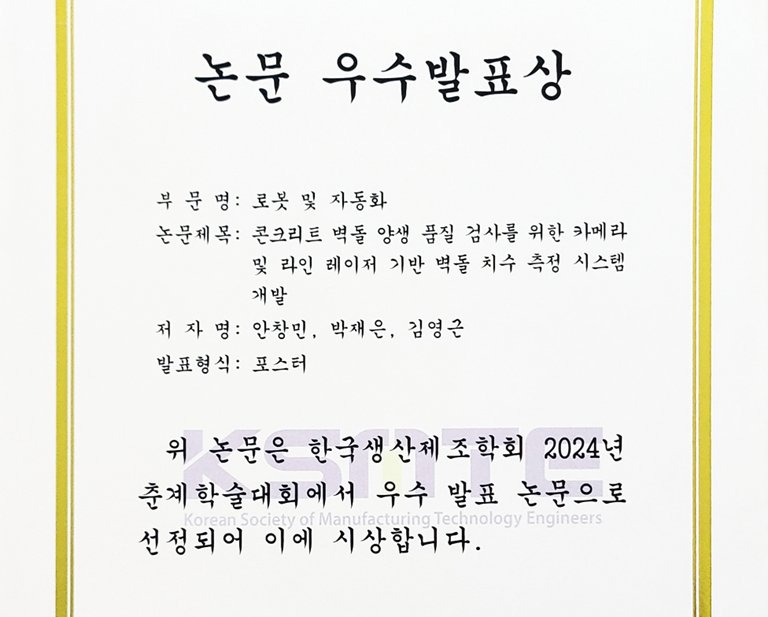 논문 우수발표상
부 문 명: 로봇 및 자동화
논문제목: 콘크리트 벽돌 양생 품질 검사를 위한 카메라
및 라인 레이저 기반 벽돌 치수 측정 시스템
개발
저 자 명: 안창민, 박재은, 김영근
발표형식: 포스터
KSMTE
위 논문은 한국생산제조학회 2024년
춘계학술대회에서 우수 발표 논문으로
Korean Society of Manufacturing Technology Engineers
선정되어 이에 시상합니다.